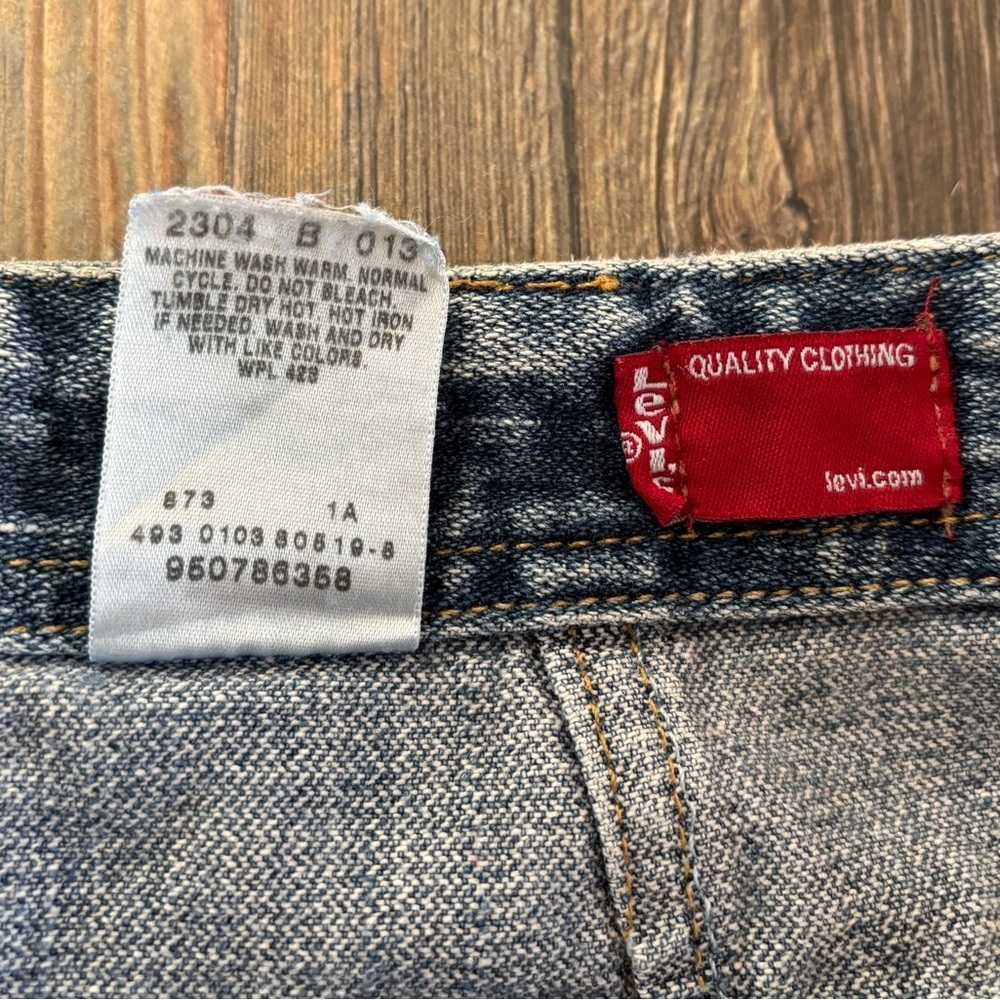 2304 B 013
MACHINE WASH WARM. NORMAL
CYCLE. DO NOT BLEACH.
TUMBLE DRY HOT. HOT IRON
IF NEEDED. WASH AND DRY
WITH LIKE COLORS.
WPL 423
873 1A
493 0103 80519-8
950786358
Levi's
®
QUALITY CLOTHING
levi.com